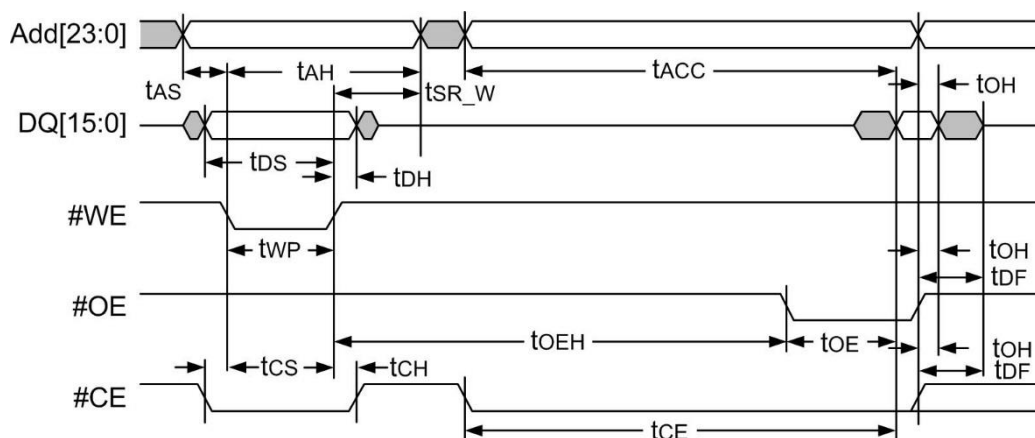 Add[23:0]
tAS
tAH
tACC
tSR_W
tOH
DQ[15:0]
tDS
tDH
#WE
tWP
tOH
tDF
#OE
tOEH
tOE
tOH
tDF
tCS
tCH
#CE
tCE